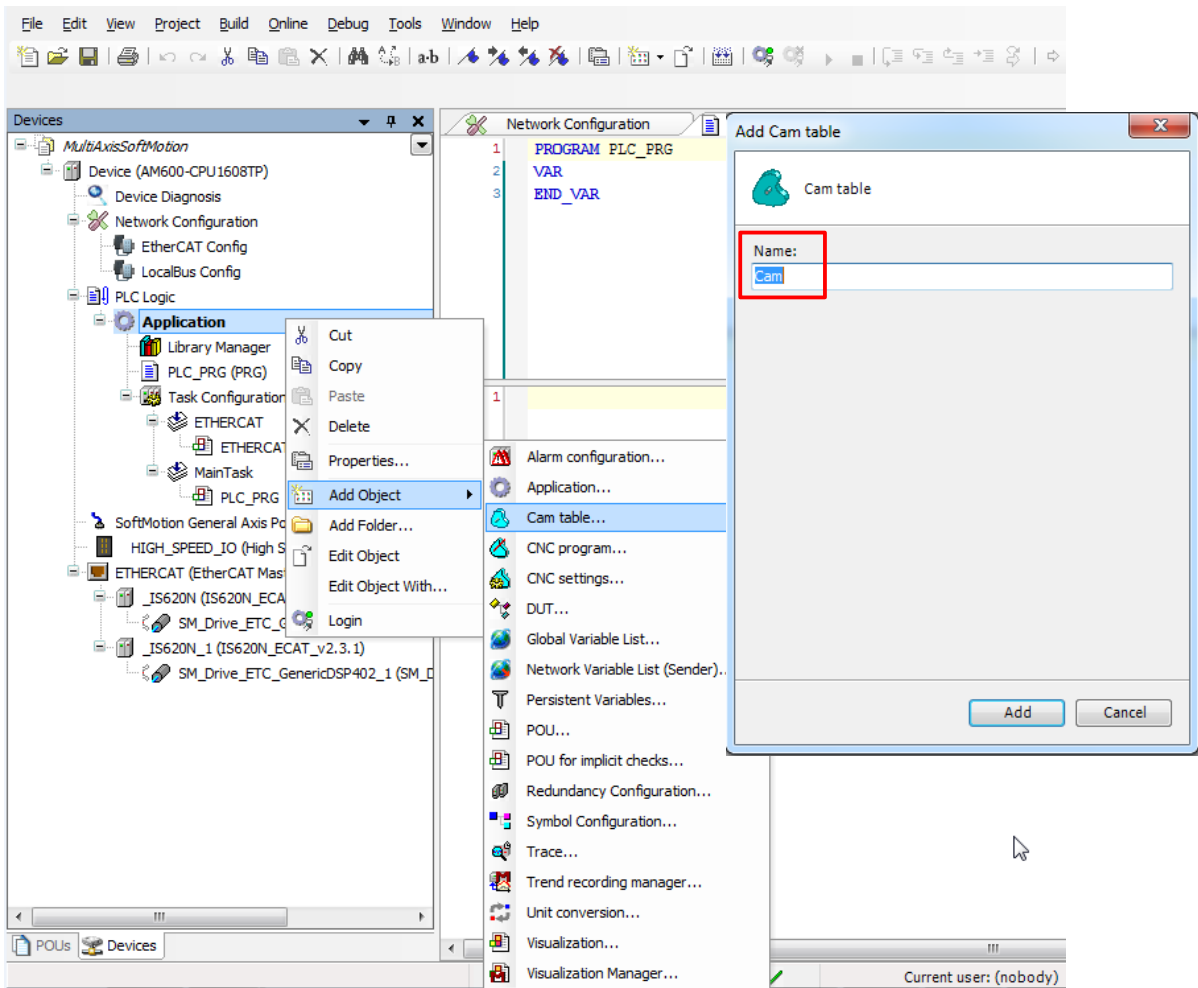 File Edit View Project Build Online Debug Tools Window Help
Devices
MultiAxisSoftMotion
Device (AM600-CPU1608TP)
Device Diagnosis
Network Configuration
EtherCAT Config
LocalBus Config
PLC Logic
Application
Library Manager
PLC_PRG (PRG)
Task Configuration
ETHERCAT
ETHERCAT
MainTask
PLC_PRG
SoftMotion General Axis Po
HIGH_SPEED_IO (High S
ETHERCAT (EtherCAT Mas
_IS620N (IS620N_ECA
SM_Drive_ETC_G
_IS620N_1 (IS620N_ECAT_v2.3.1)
SM_Drive_ETC_GenericDSP402_1 (SM_D
POUs Devices
Network Configuration
1 PROGRAM PLC_PRG
2 VAR
3 END_VAR
1
Cut
Copy
Paste
Delete
Properties...
Add Object
Add Folder...
Edit Object
Edit Object With...
Login
Alarm configuration...
Application...
Cam table...
CNC program...
CNC settings...
DUT...
Global Variable List...
Network Variable List (Sender)..
Persistent Variables...
POU...
POU for implicit checks...
Redundancy Configuration...
Symbol Configuration...
Trace...
Trend recording manager...
Unit conversion...
Visualization...
Visualization Manager...
Add Cam table
Cam table
Name:
Cam
Add Cancel
Current user: (nobody)